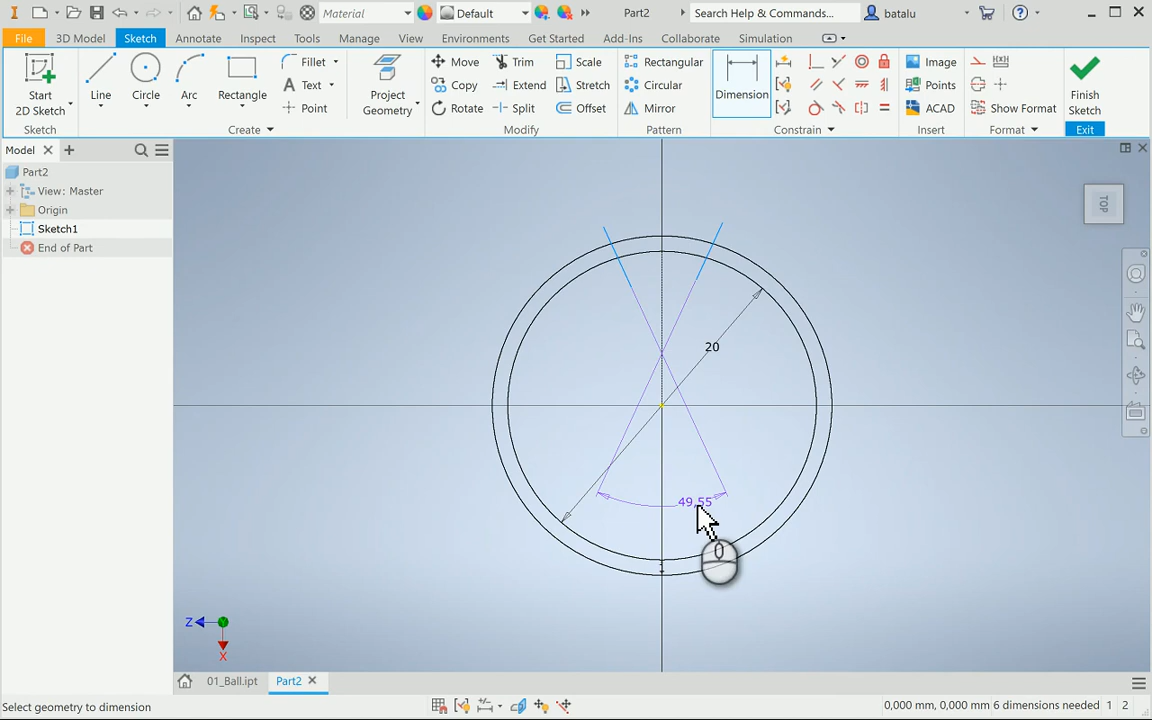 Material
Default
Part2
Search Help & Commands...
batalu
File
3D Model
Sketch
Annotate
Inspect
Tools
Manage
View
Environments
Get Started
Add-Ins
Collaborate
Simulation
Start
2D Sketch
Line
Circle
Arc
Rectangle
Fillet
Text
Point
Project
Geometry
Move
Copy
Rotate
Trim
Extend
Split
Scale
Stretch
Offset
Rectangular
Circular
Mirror
Dimension
Image
Points
ACAD
Show Format
Finish
Sketch
Sketch
Create
Modify
Pattern
Constrain
Insert
Format
Exit
Model
Part2
View: Master
Origin
Sketch1
End of Part
TOP
20
49,55
0
1
Z
X
01_Ball.ipt
Part2
Select geometry to dimension
0,000 mm, 0,000 mm 6 dimensions needed 1 2